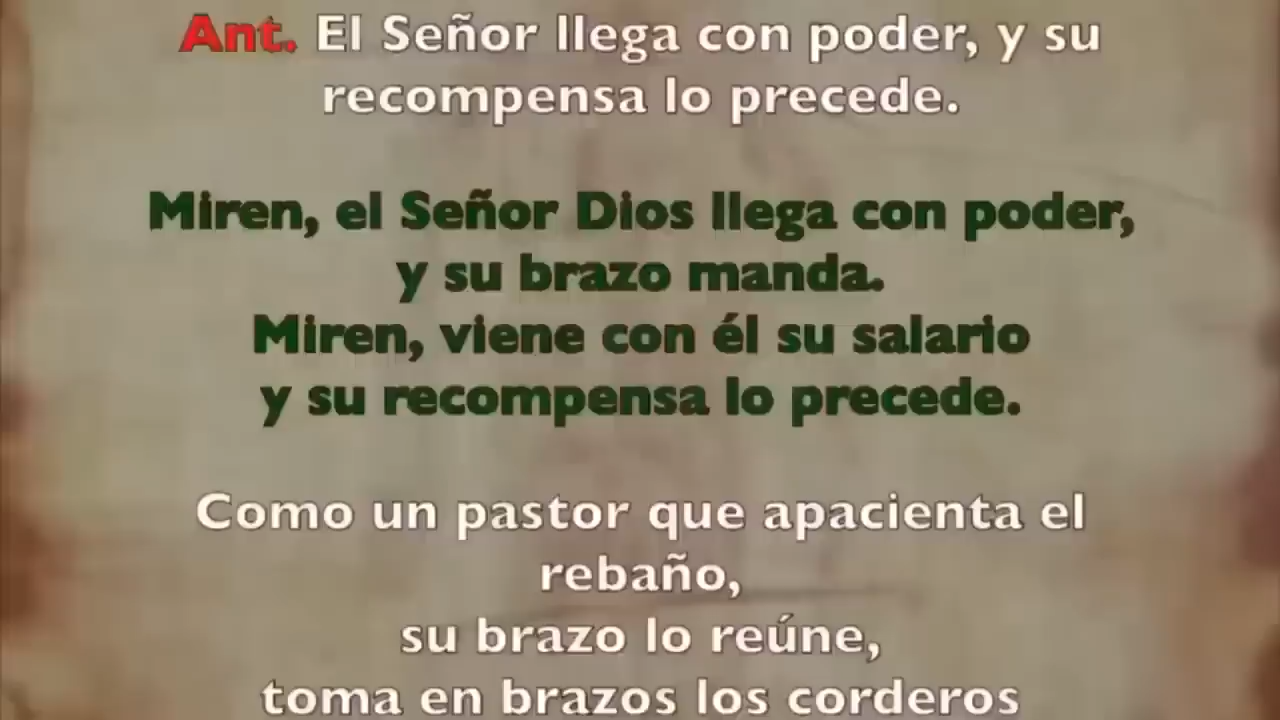 Ant. El Señor llega con poder, y su
recompensa lo precede.
Miren, el Señor Dios llega con poder,
y su brazo manda.
Miren, viene con él su salario
y su recompensa lo precede.
Como un pastor que apacienta el
rebaño,
su brazo lo reúne,
toma en brazos los corderos